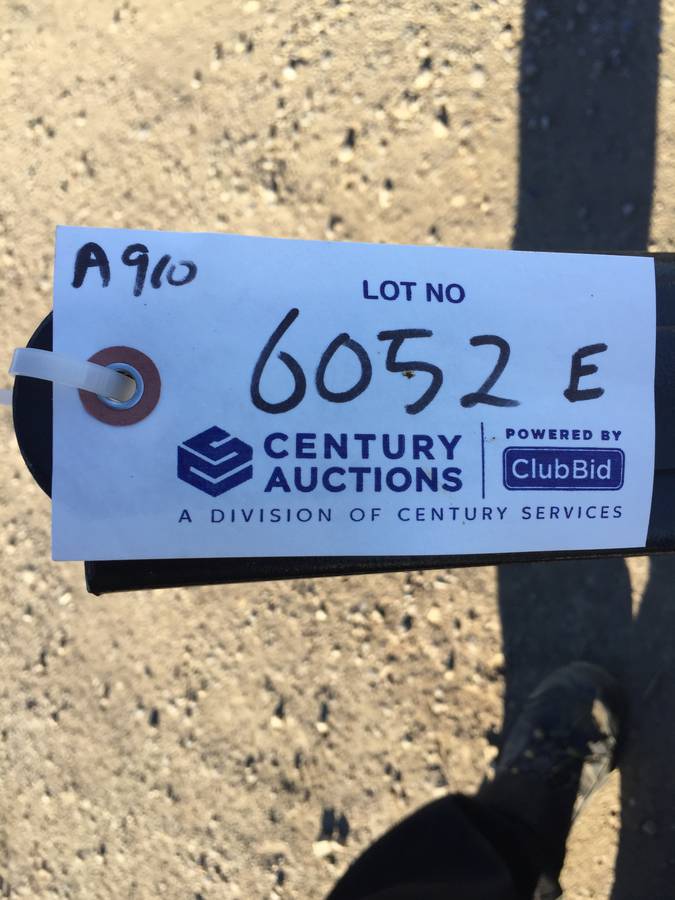 A910
LOT NO
6052 E
CENTURY
AUCTIONS
POWERED BY
ClubBid
A DIVISION OF CENTURY SERVICES